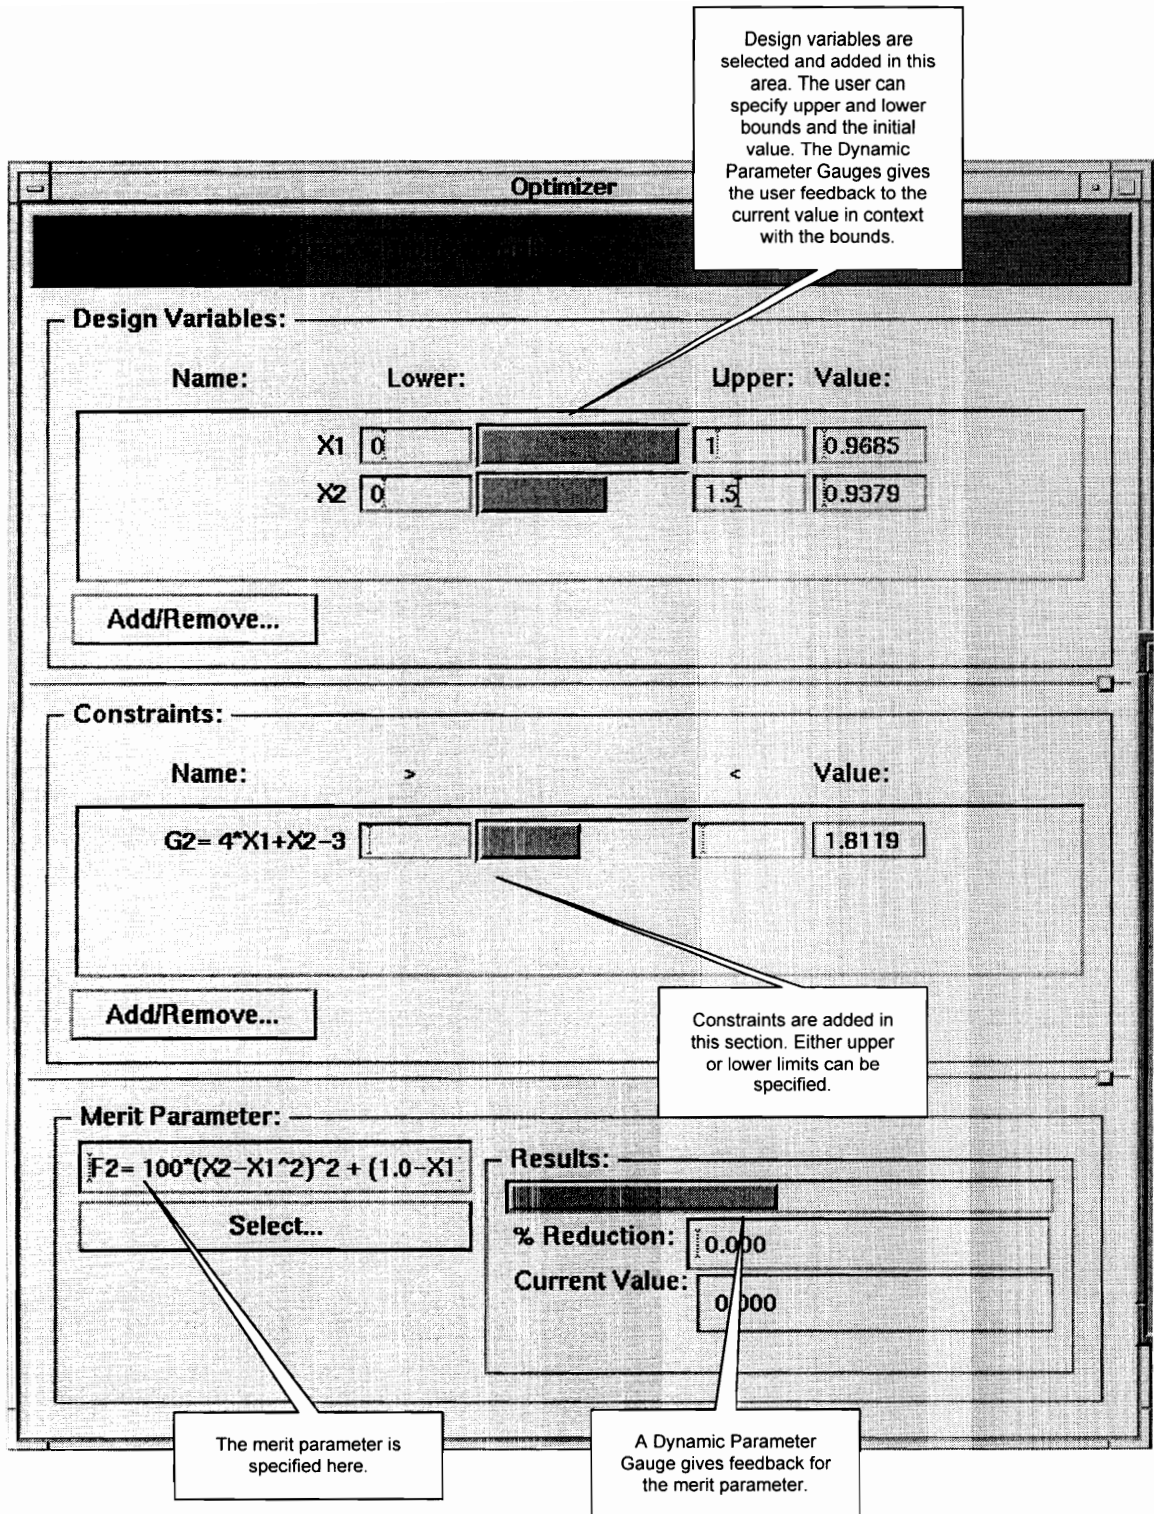 Design variables are
selected and added in this
area. The user can
specify upper and lower
bounds and the initial
value. The Dynamic
Parameter Gauges gives
the user feedback to the
current value in context
with the bounds.
Optimizer
Design Variables:
Name: Lower: Upper: Value:
X1 0 1 0.9685
X2 0 1.5 0.9379
Add/Remove...
Constraints:
Name: > < Value:
G2= 4*X1+X2-3 1.8119
Add/Remove...
Constraints are added in
this section. Either upper
or lower limits can be
specified.
Merit Parameter:
F2= 100*(X2-X1^2)^2 + (1.0-X1
Select...
Results:
% Reduction: 0.000
Current Value: 0.000
The merit parameter is
specified here.
A Dynamic Parameter
Gauge gives feedback for
the merit parameter.